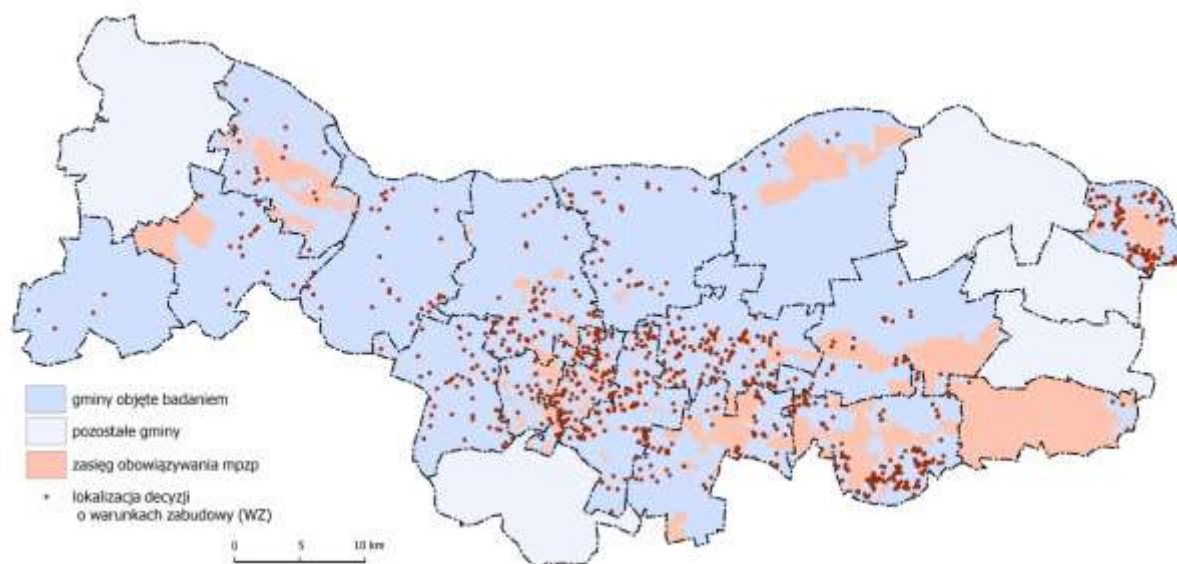 gminy objęte badaniem
pozostałe gminy
zasięg obowiązywania mpzp
lokalizacja decyzji
o warunkach zabudowy (WZ)
0 5 10 km